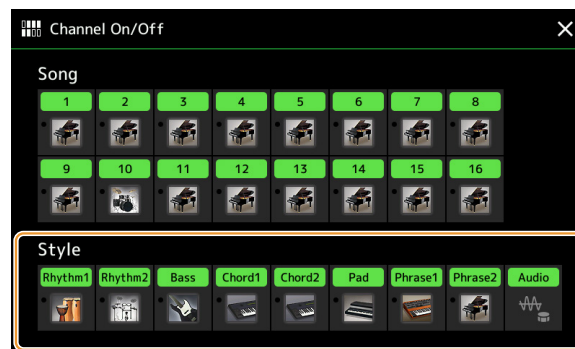 Channel On/Off
Song
1 2 3 4 5 6 7 8
9 10 11 12 13 14 15 16
Style
Rhythm1 Rhythm2 Bass Chord1 Chord2 Pad Phrase1 Phrase2 Audio